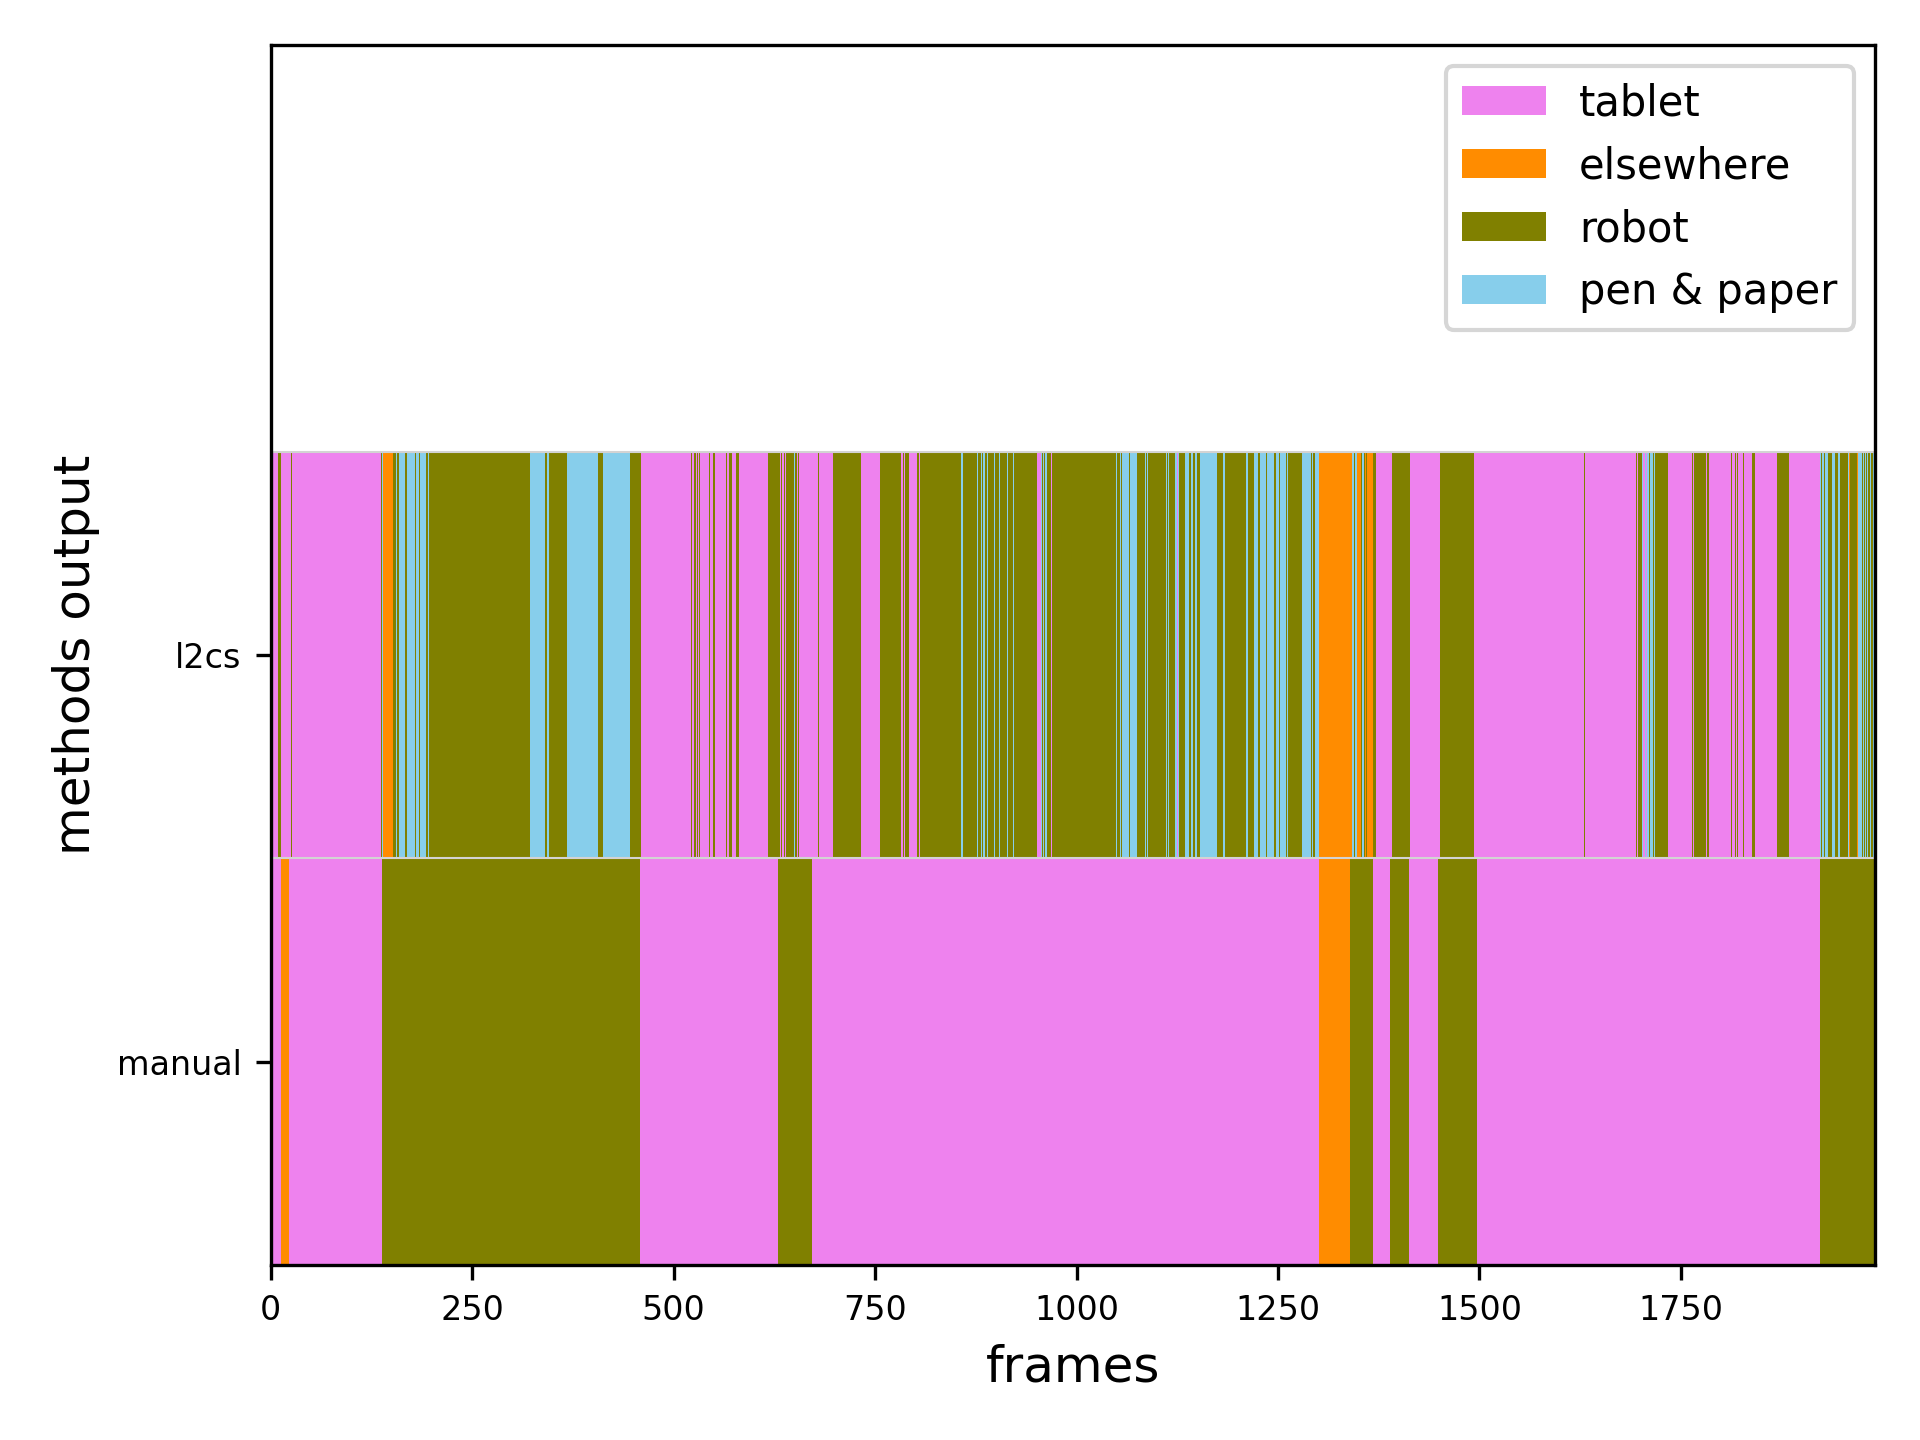 tablet
elsewhere
robot
pen & paper
methods output
l2cs
manual
0 250 500 750 1000 1250 1500 1750
frames